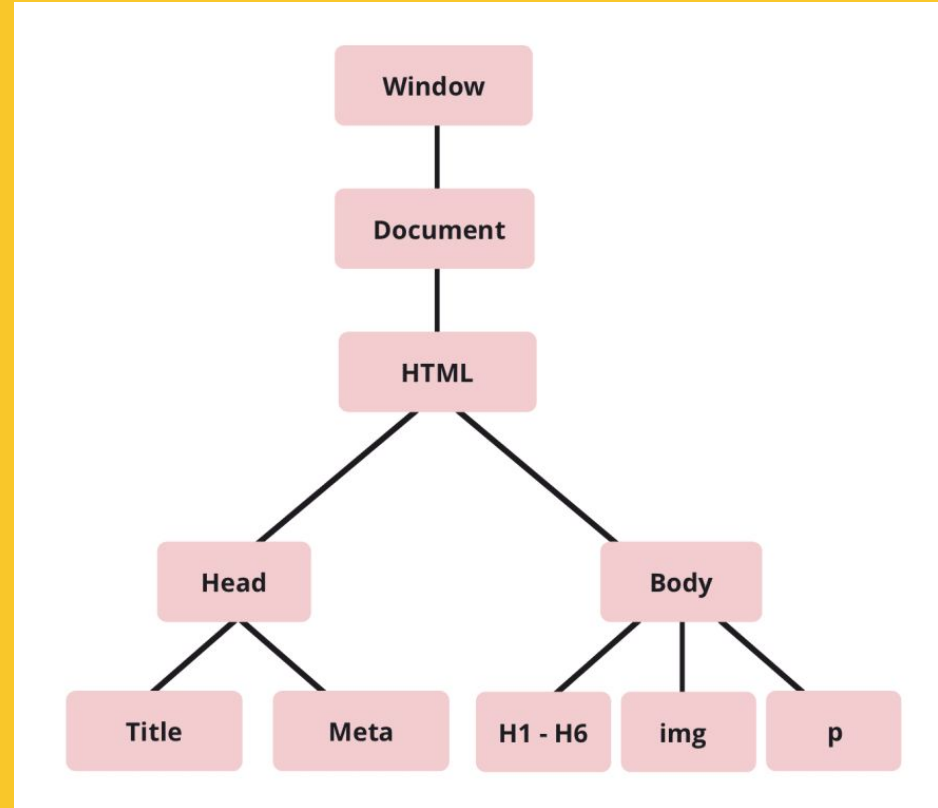 Window
Document
HTML
Head
Body
Title
Meta
H1 - H6
img
p